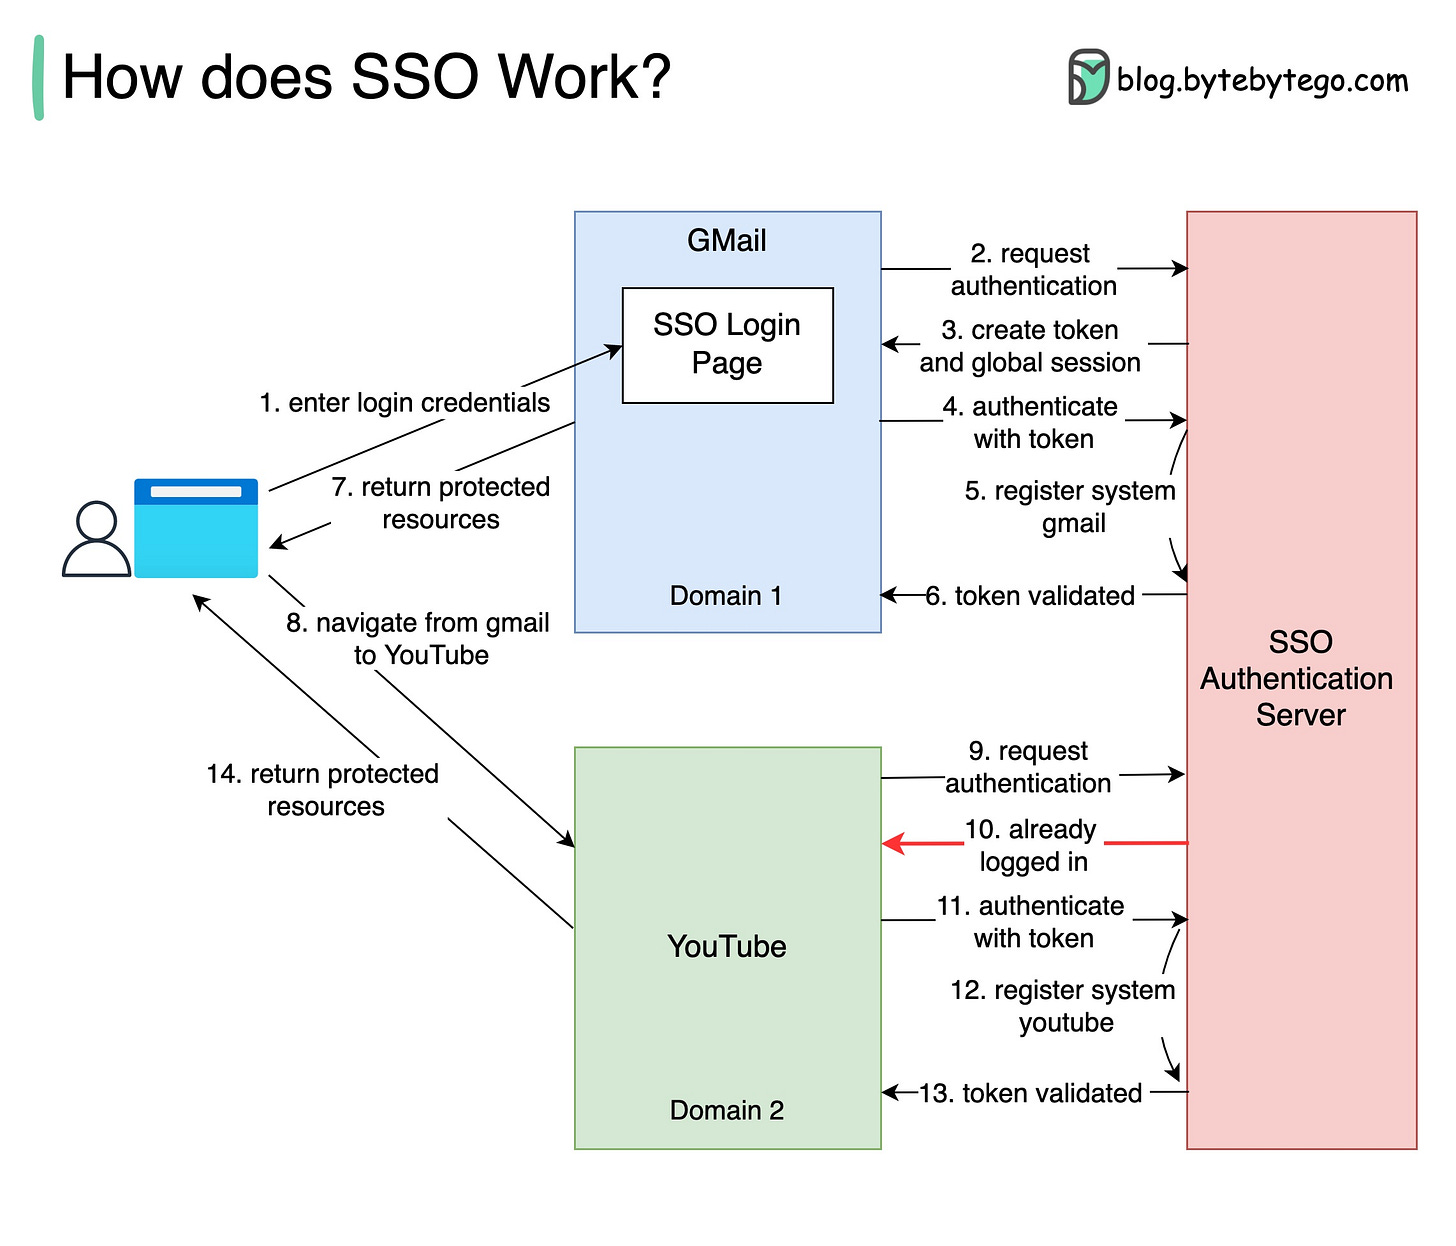 How does SSO Work?
blog.bytebytego.com
GMail
SSO Login
Page
Domain 1
1. enter login credentials
2. request
authentication
3. create token
and global session
4. authenticate
with token
5. register system
gmail
6. token validated
7. return protected
resources
8. navigate from gmail
to YouTube
SSO
Authentication
Server
9. request
authentication
10. already
logged in
11. authenticate
with token
12. register system
youtube
13. token validated
14. return protected
resources
YouTube
Domain 2